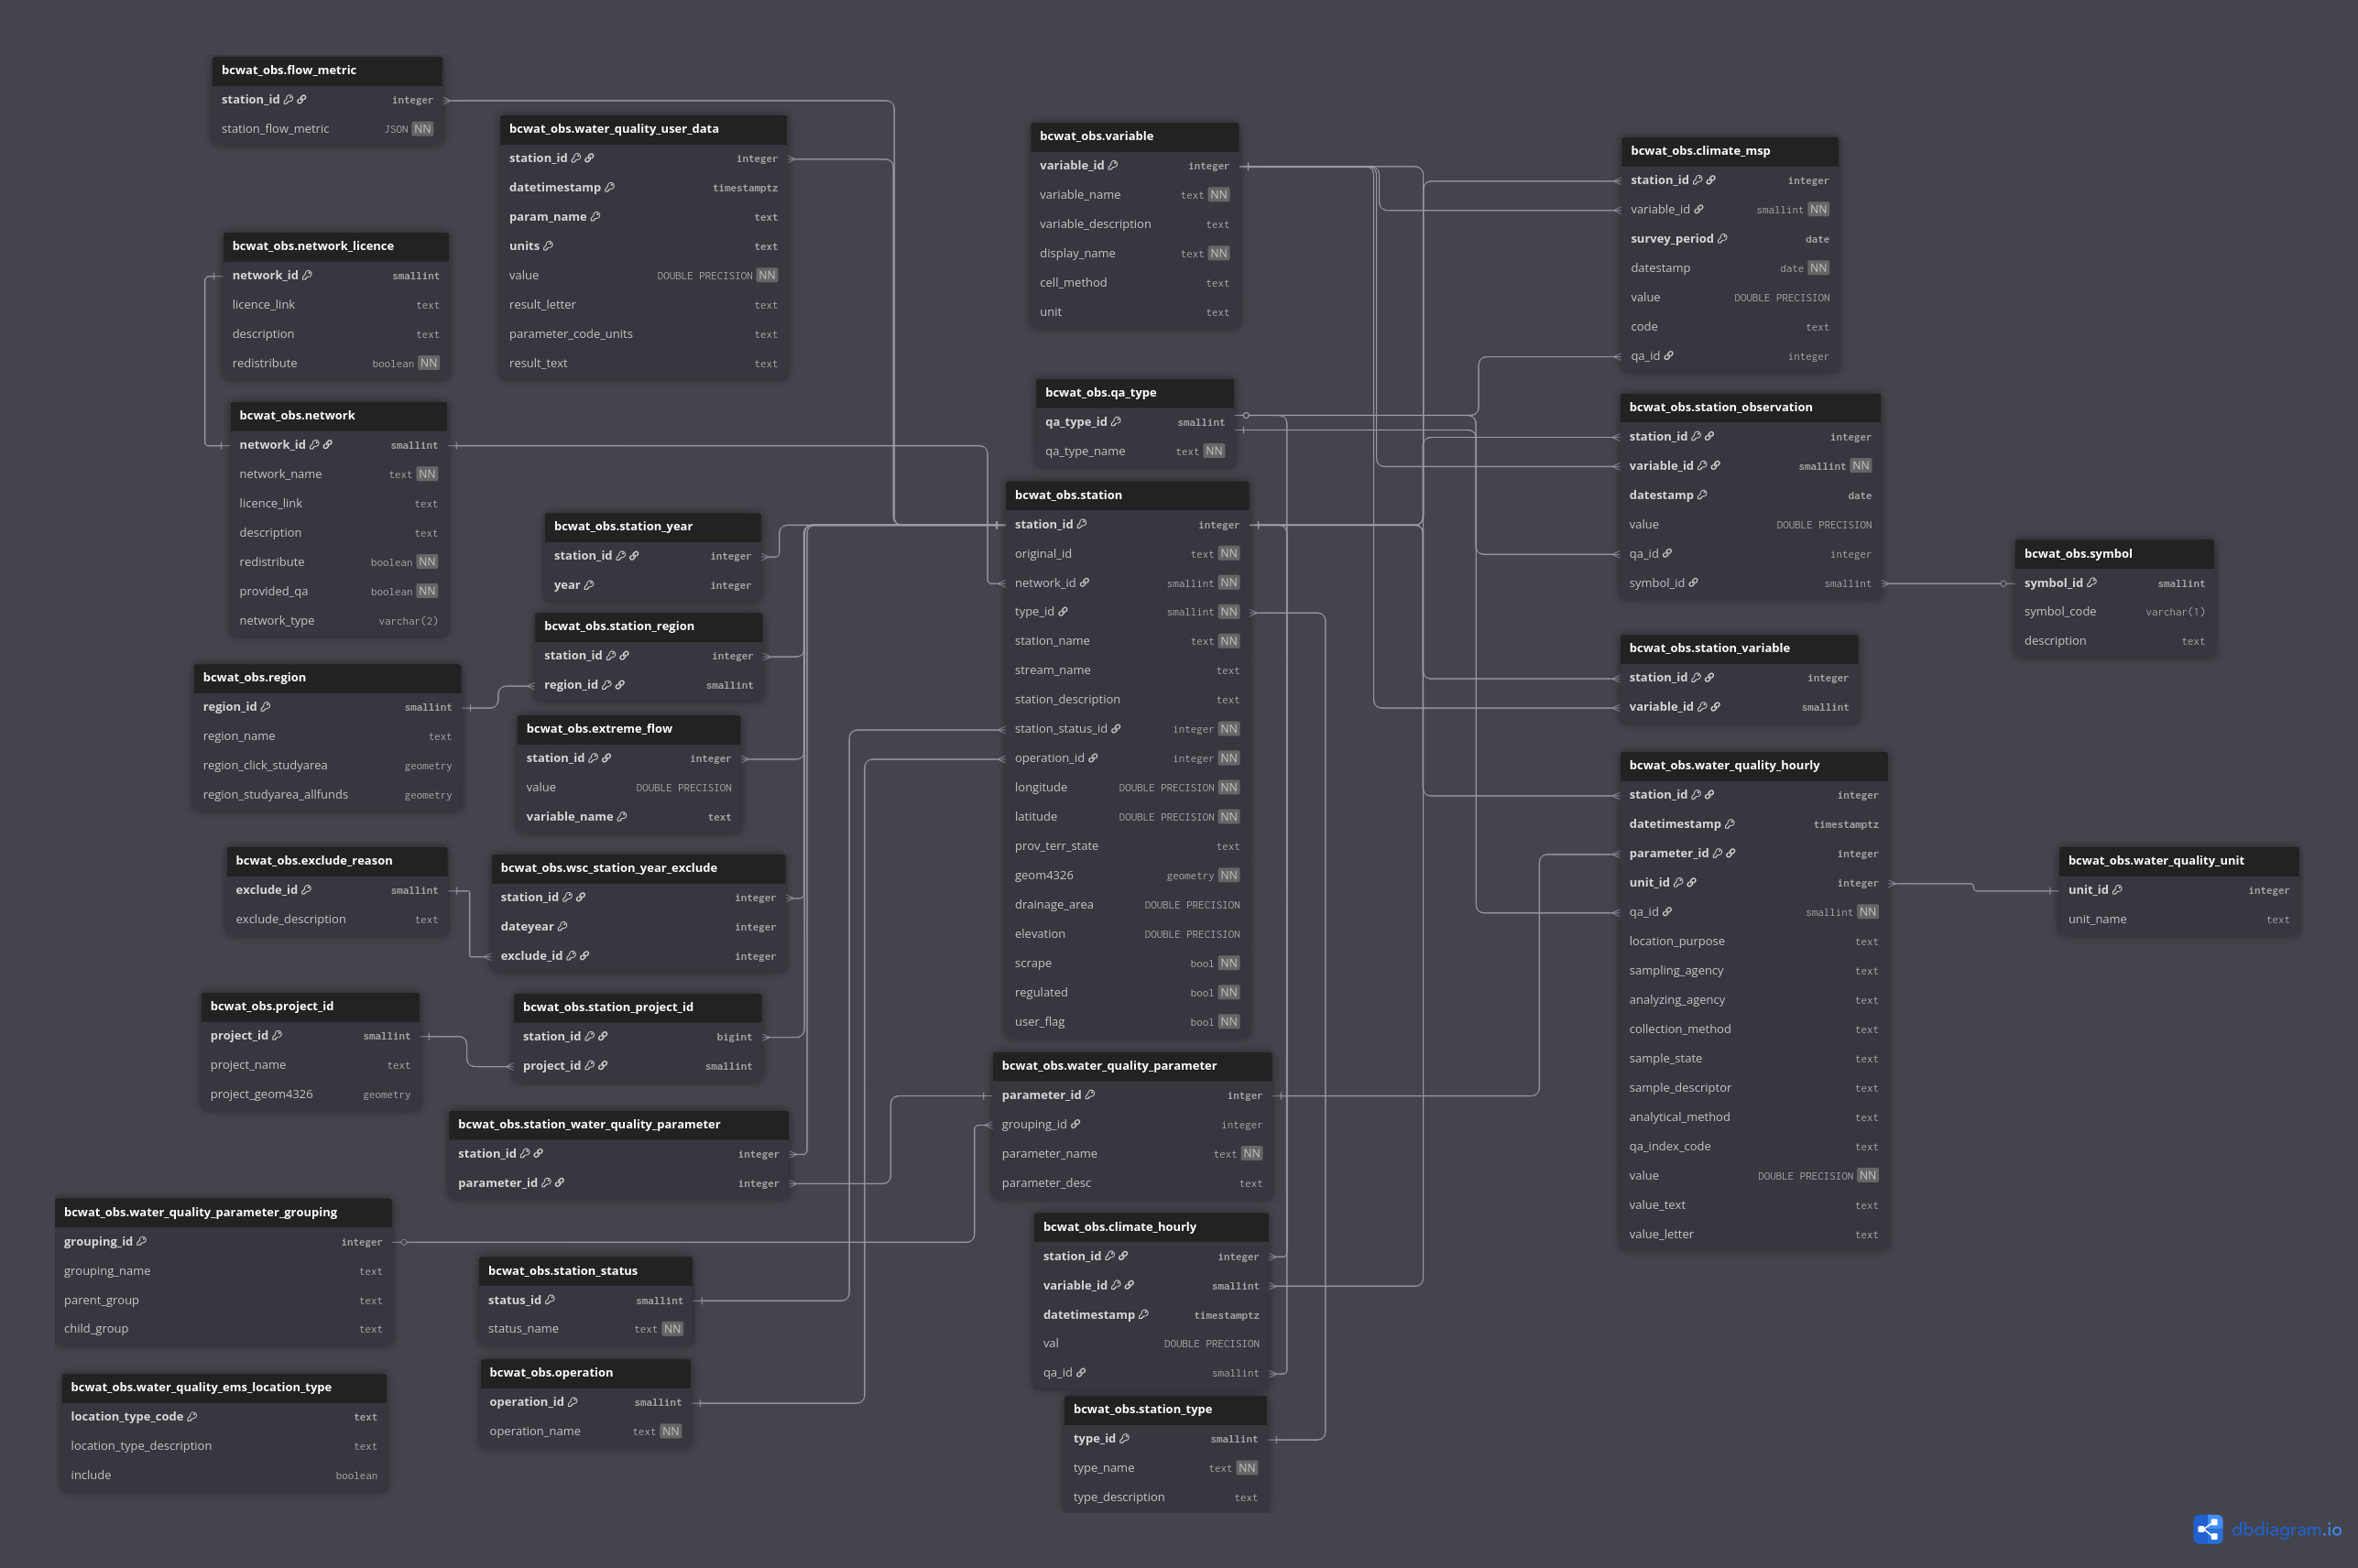 bcwat_obs.flow_metric
station_id integer
station_flow_metric JSON NN
bcwat_obs.network_licence
network_id smallint
licence_link text
description text
redistribute boolean NN
bcwat_obs.network
network_id smallint
network_name text NN
licence_link text
description text
redistribute boolean NN
provided_qa boolean NN
network_type varchar(2)
bcwat_obs.region
region_id smallint
region_name text
region_click_studyarea geometry
region_studyarea_allfunds geometry
bcwat_obs.exclude_reason
exclude_id smallint
exclude_description text
bcwat_obs.project_id
project_id smallint
project_name text
project_geom4326 geometry
bcwat_obs.water_quality_parameter_grouping
grouping_id integer
grouping_name text
parent_group text
child_group text
bcwat_obs.water_quality_ems_location_type
location_type_code text
location_type_description text
include boolean
bcwat_obs.water_quality_user_data
station_id integer
datetimestamp timestamptz
param_name text
units text
value DOUBLE PRECISION NN
result_letter text
parameter_code_units text
result_text text
bcwat_obs.station_year
station_id integer
year integer
bcwat_obs.station_region
station_id integer
region_id smallint
bcwat_obs.extreme_flow
station_id integer
value DOUBLE PRECISION
variable_name text
bcwat_obs.wsc_station_year_exclude
station_id integer
dateyear integer
exclude_id integer
bcwat_obs.station_project_id
station_id bigint
project_id smallint
bcwat_obs.station_water_quality_parameter
station_id integer
parameter_id integer
bcwat_obs.station_status
status_id smallint
status_name text NN
bcwat_obs.operation
operation_id smallint
operation_name text NN
bcwat_obs.variable
variable_id integer
variable_name text NN
variable_description text
display_name text NN
cell_method text
unit text
bcwat_obs.qa_type
qa_type_id smallint
qa_type_name text NN
bcwat_obs.station
station_id integer
original_id text NN
network_id smallint NN
type_id smallint NN
station_name text NN
stream_name text
station_description text
station_status_id integer NN
operation_id integer NN
longitude DOUBLE PRECISION NN
latitude DOUBLE PRECISION NN
prov_terr_state text
geom4326 geometry NN
drainage_area DOUBLE PRECISION
elevation DOUBLE PRECISION
scrape bool NN
regulated bool NN
user_flag bool NN
bcwat_obs.water_quality_parameter
parameter_id intger
grouping_id integer
parameter_name text NN
parameter_desc text
bcwat_obs.climate_hourly
station_id integer
variable_id smallint
datetimestamp timestamptz
val DOUBLE PRECISION
qa_id smallint
bcwat_obs.station_type
type_id smallint
type_name text NN
type_description text
bcwat_obs.climate_msp
station_id integer
variable_id smallint NN
survey_period date
datestamp date NN
value DOUBLE PRECISION
code text
qa_id integer
bcwat_obs.station_observation
station_id integer
variable_id smallint NN
datestamp date
value DOUBLE PRECISION
qa_id integer
symbol_id smallint
bcwat_obs.station_variable
station_id integer
variable_id smallint
bcwat_obs.water_quality_hourly
station_id integer
datetimestamp timestamptz
parameter_id integer
unit_id integer
qa_id smallint NN
location_purpose text
sampling_agency text
analyzing_agency text
collection_method text
sample_state text
sample_descriptor text
analytical_method text
qa_index_code text
value DOUBLE PRECISION NN
value_text text
value_letter text
bcwat_obs.symbol
symbol_id smallint
symbol_code varchar(1)
description text
bcwat_obs.water_quality_unit
unit_id integer
unit_name text
dbdiagram.io